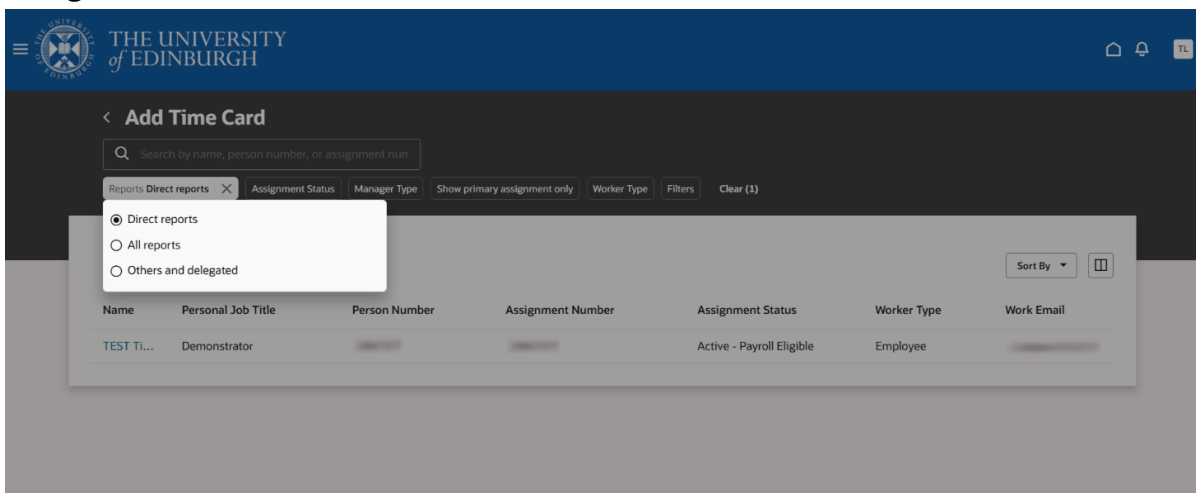 THE UNIVERSITY
of EDINBURGH
TL
Add Time Card
Search by name, person number, or assignment num
Reports Direct reports Assignment Status Manager Type Show primary assignment only Worker Type Filters Clear (1)
Direct reports
All reports
Others and delegated
Sort By
Name Personal Job Title Person Number Assignment Number Assignment Status Worker Type Work Email
TEST Ti... Demonstrator Active - Payroll Eligible Employee